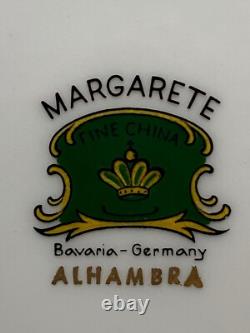 MARGARETE
FINE CHINA
Bavaria - Germany
ALHAMBRA